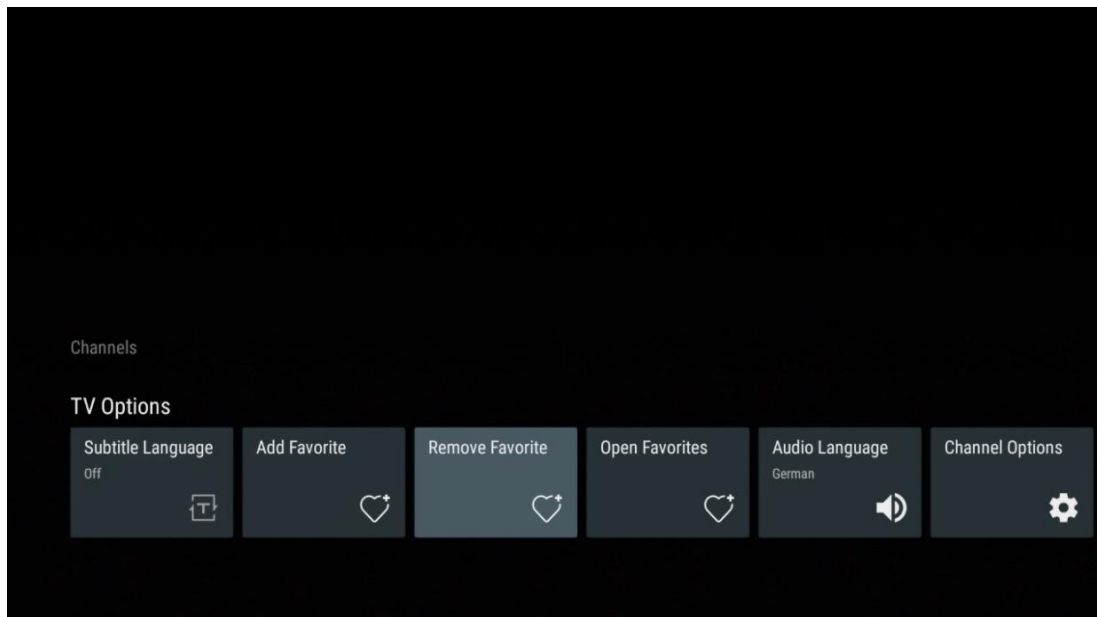 Channels
TV Options
Subtitle Language
Off
Add Favorite
Remove Favorite
Open Favorites
Audio Language
German
Channel Options